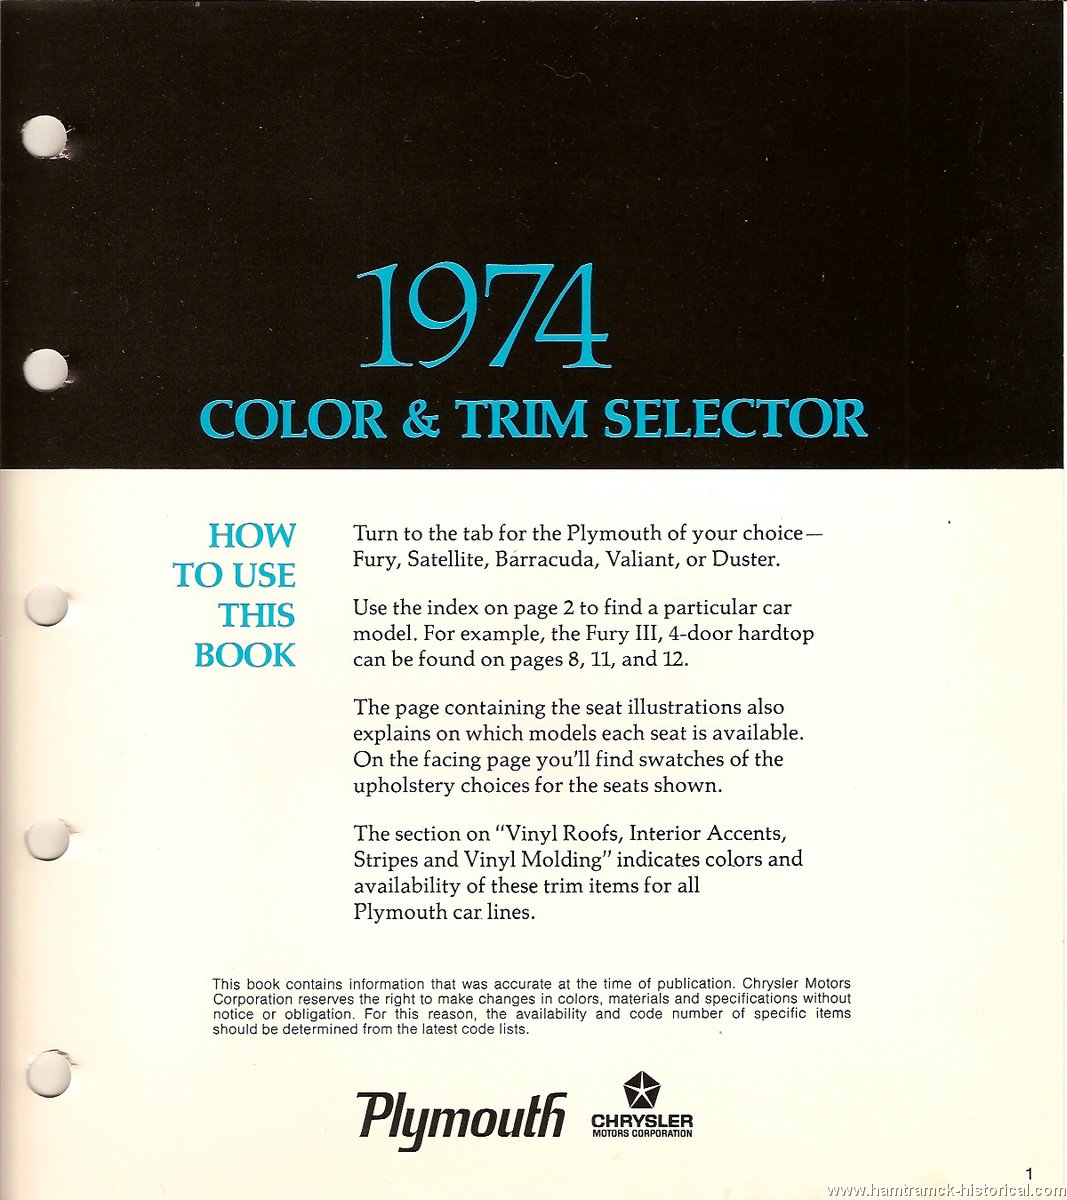 1974
COLOR & TRIM SELECTOR
HOW
TO USE
THIS
BOOK
Turn to the tab for the Plymouth of your choice—
Fury, Satellite, Barracuda, Valiant, or Duster.
Use the index on page 2 to find a particular car
model. For example, the Fury III, 4-door hardtop
can be found on pages 8, 11, and 12.
The page containing the seat illustrations also
explains on which models each seat is available.
On the facing page you'll find swatches of the
upholstery choices for the seats shown.
The section on "Vinyl Roofs, Interior Accents,
Stripes and Vinyl Molding" indicates colors and
availability of these trim items for all
Plymouth car lines.
This book contains information that was accurate at the time of publication. Chrysler Motors
Corporation reserves the right to make changes in colors, materials and specifications without
notice or obligation. For this reason, the availability and code number of specific items
should be determined from the latest code lists.
Plymouth
CHRYSLER
MOTORS CORPORATION
1
www.hamtramck-historical.com